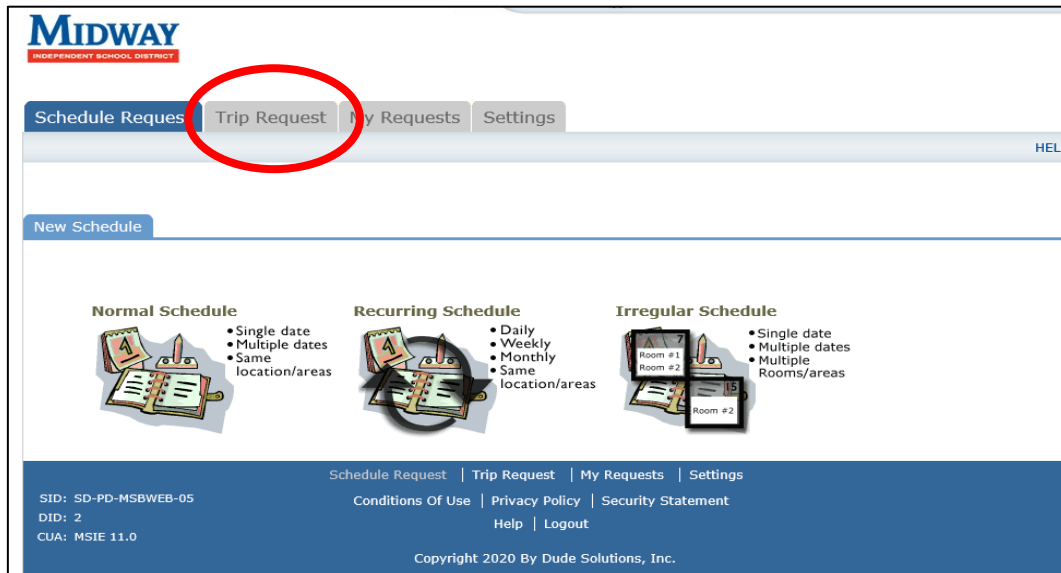 MIDWAY
INDEPENDENT SCHOOL DISTRICT
Schedule Reques Trip Request My Requests Settings
HEL
New Schedule
Normal Schedule
• Single date
• Multiple dates
• Same
location/areas
Recurring Schedule
• Daily
• Weekly
• Monthly
• Same
location/areas
Irregular Schedule
7
Room #1
Room #2
15
Room #2
• Single date
• Multiple dates
• Multiple
Rooms/areas
Schedule Request | Trip Request | My Requests | Settings
SID: SD-PD-MSBWEB-05
Conditions Of Use | Privacy Policy | Security Statement
DID: 2
Help | Logout
CUA: MSIE 11.0
Copyright 2020 By Dude Solutions, Inc.